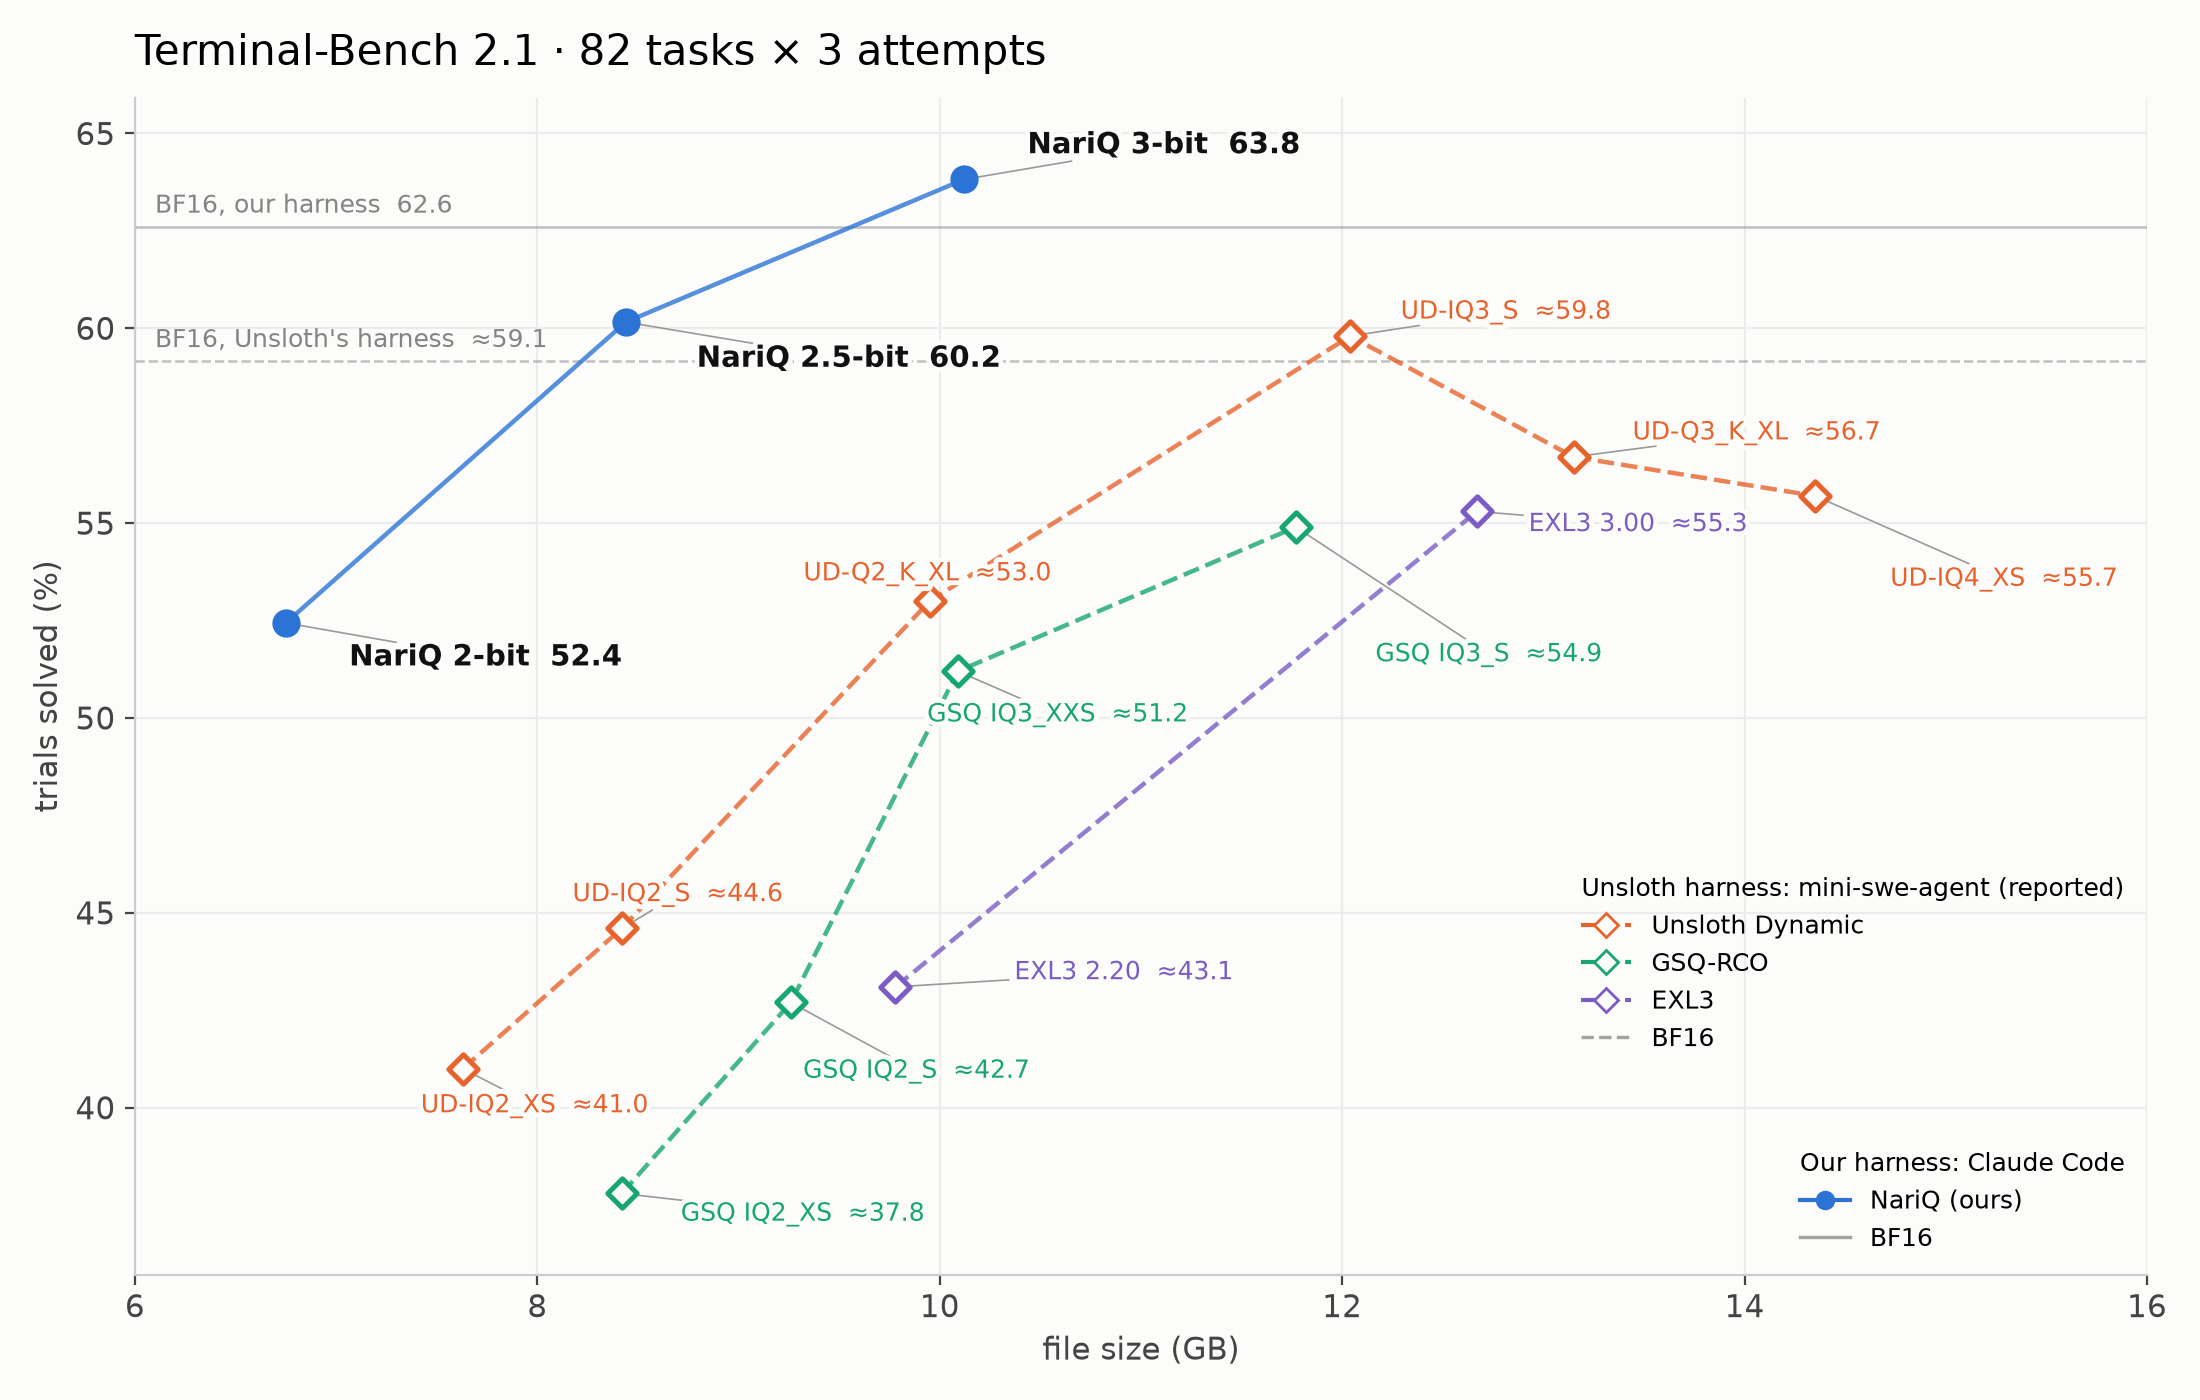 Terminal-Bench 2.1 · 82 tasks × 3 attempts
65
NariQ 3-bit 63.8
BF16, our harness 62.6
UD-IQ3_S ≈59.8
60
BF16, Unsloth's harness ≈59.1
NariQ 2.5-bit 60.2
UD-Q3_K_XL ≈56.7
55
EXL3 3.00 ≈55.3
UD-Q2_K_XL ≈53.0
UD-IQ4_XS ≈55.7
NariQ 2-bit 52.4
GSQ IQ3_S ≈54.9
50
GSQ IQ3_XXS ≈51.2
trials solved (%)
UD-IQ2_S ≈44.6
45
EXL3 2.20 ≈43.1
GSQ IQ2_S ≈42.7
UD-IQ2_XS ≈41.0
40
GSQ IQ2_XS ≈37.8
Unsloth harness: mini-swe-agent (reported)
Unsloth Dynamic
GSQ-RCO
EXL3
BF16
Our harness: Claude Code
NariQ (ours)
BF16
6 8 10 12 14 16
file size (GB)